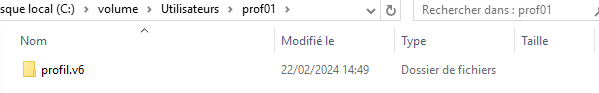 sque local (C:) > volume > Utilisateurs > prof01 >
Rechercher dans : prof01
Nom Modifié le Type Taille
profil.v6 22/02/2024 14:49 Dossier de fichiers